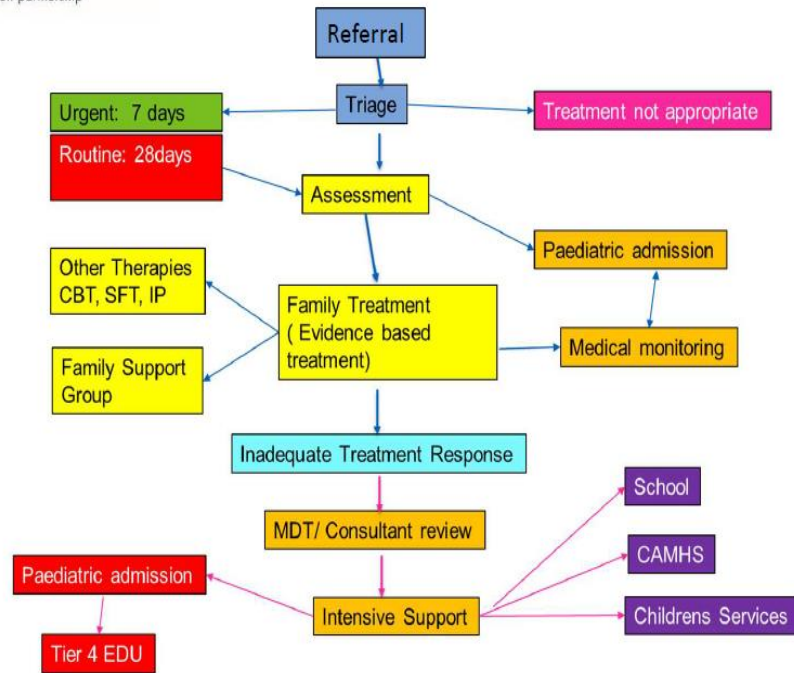 partnership
Referral
Triage
Urgent: 7 days
Treatment not appropriate
Routine: 28days
Assessment
Paediatric admission
Other Therapies
CBT, SFT, IP
Family Treatment
( Evidence based
treatment)
Medical monitoring
Family Support
Group
Inadequate Treatment Response
School
MDT/ Consultant review
CAMHS
Paediatric admission
Intensive Support
Childrens Services
Tier 4 EDU